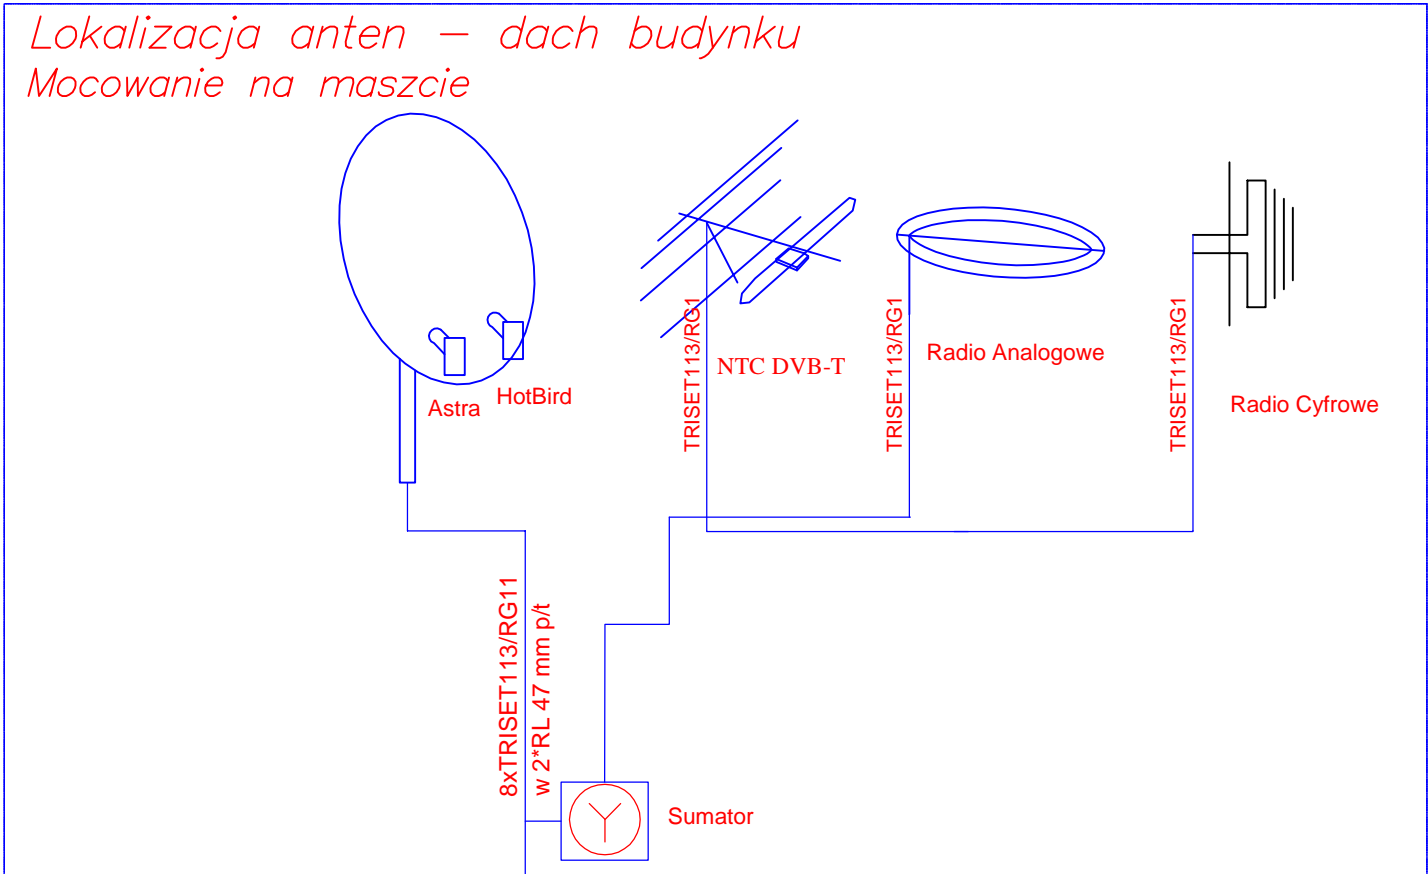 Lokalizacja anten – dach budynku
Mocowanie na maszcie
TRISET113/RG1
NTC DVB-T
TRISET113/RG1
Radio Analogowe
TRISET113/RG1
Radio Cyfrowe
Astra
HotBird
8xTRISET113/RG11
w 2*RL 47 mm p/t
Sumator